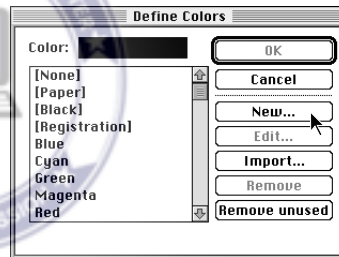 Define Colors
Color:
OK
[None]
[Paper]
[Black]
[Registration]
Blue
Cyan
Green
Magenta
Red
Cancel
New...
Edit...
Import...
Remove
Remove unused